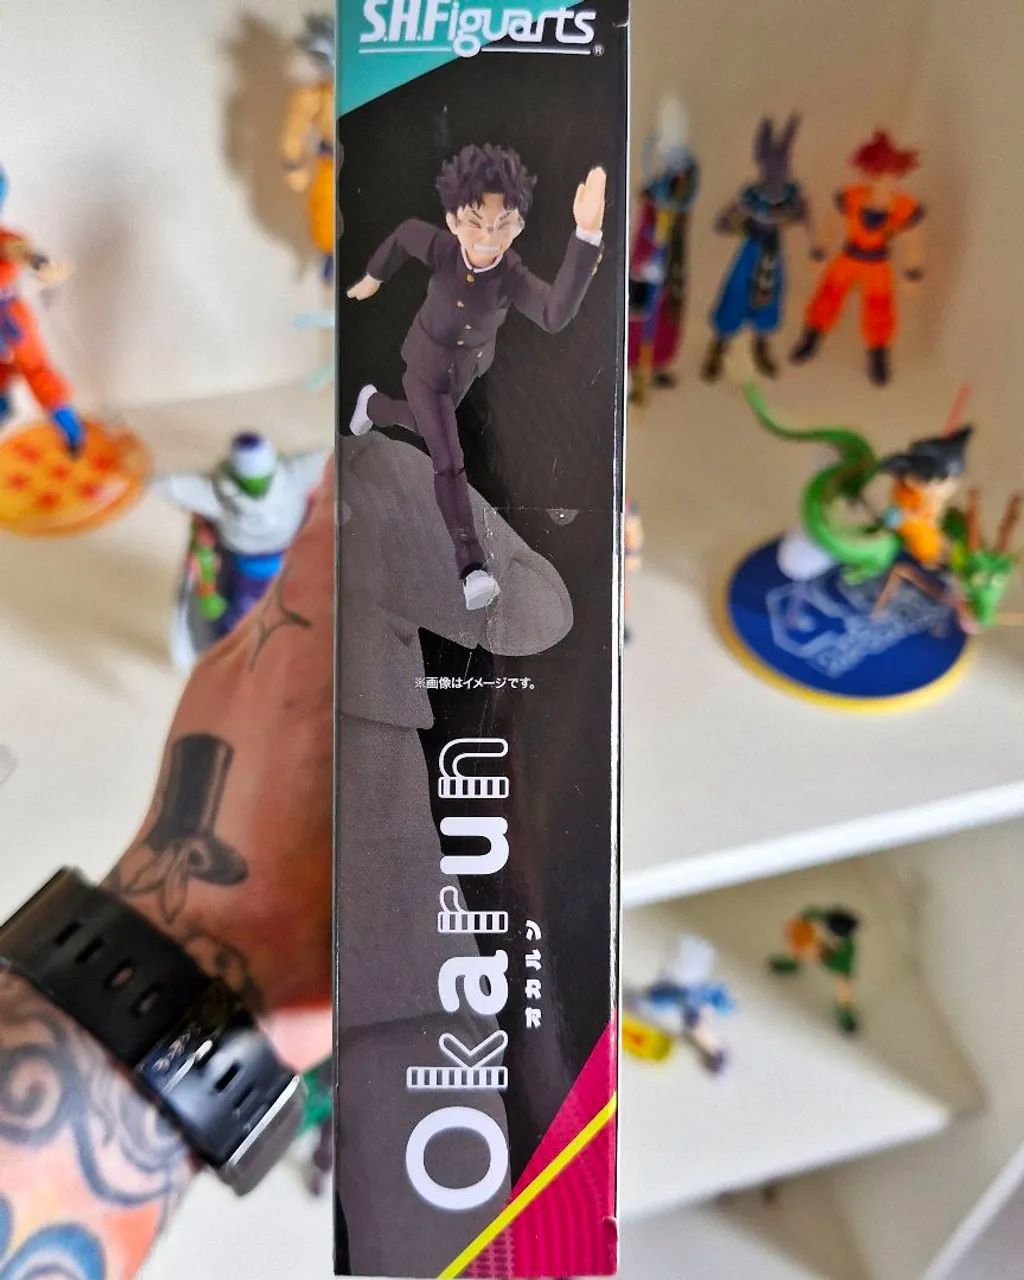 S.H.Figuarts®
※画像はイメージです。
Okarun
オカルン